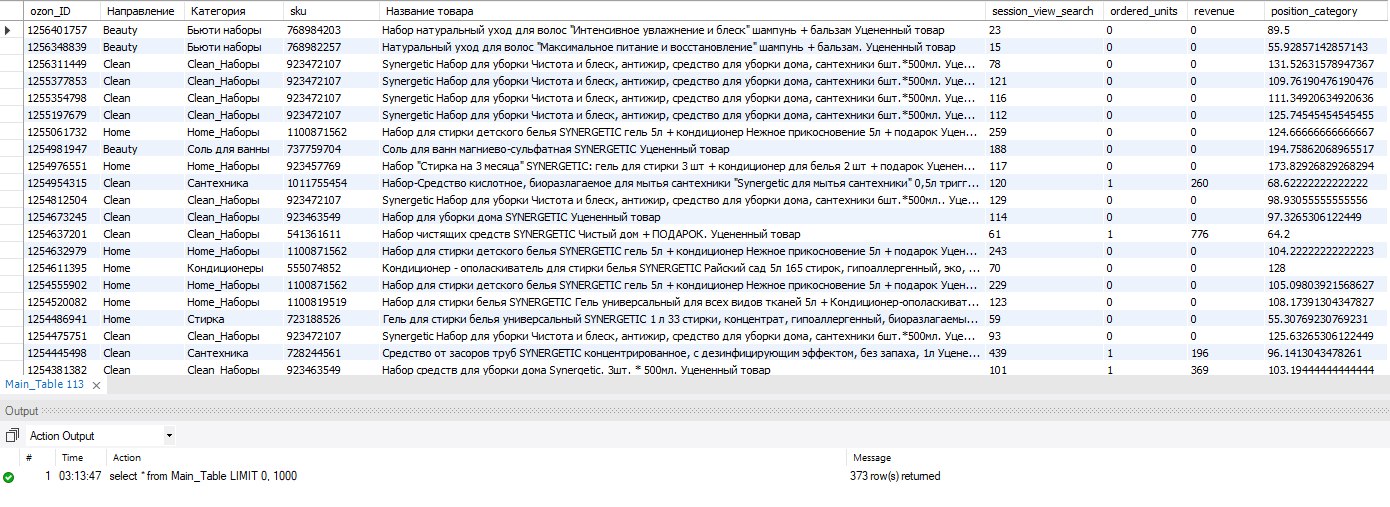 ozon_ID Направление Категория sku Название товара session_view_search ordered_units revenue position_category
1256401757 Beauty Бьюти наборы 768984203 Набор натуральный уход для волос "Интенсивное увлажнение и блеск" шампунь + бальзам Уцененный товар 23 0 0 89.5
1256348839 Beauty Бьюти наборы 768982257 Натуральный уход для волос "Максимальное питание и восстановление" шампунь + бальзам. Уцененный товар 15 0 0 55.92857142857143
1256311449 Clean Clean_Наборы 923472107 Synergetic Набор для уборки Чистота и блеск, антижир, средство для уборки дома, сантехники 6шт.*500мл. Уце... 78 0 0 131.52631578947367
1255377853 Clean Clean_Наборы 923472107 Synergetic Набор для уборки Чистота и блеск, антижир, средство для уборки дома, сантехники 6шт.*500мл. Уце... 121 0 0 109.76190476190476
1255354798 Clean Clean_Наборы 923472107 Synergetic Набор для уборки Чистота и блеск, антижир, средство для уборки дома, сантехники 6шт.*500мл. Уце... 116 0 0 111.34920634920636
1255197679 Clean Clean_Наборы 923472107 Synergetic Набор для уборки Чистота и блеск, антижир, средство для уборки дома, сантехники 6шт.*500мл. Уце... 112 0 0 125.74545454545455
1255061732 Home Home_Наборы 1100871562 Набор для стирки детского белья SYNERGETIC гель 5л + кондиционер Нежное прикосновение 5л + подарок Уцен... 259 0 0 124.66666666666667
1254981947 Beauty Соль для ванны 737759704 Соль для ванн магниево-сульфатная SYNERGETIC Уцененный товар 188 0 0 194.75862068965517
1254976551 Home Home_Наборы 923457769 Набор "Стирка на 3 месяца" SYNERGETIC: гель для стирки 3 шт + кондиционер для белья 2 шт + подарок Уценен... 117 0 0 173.82926829268294
1254954315 Clean Сантехника 1011755454 Набор-Средство кислотное, биоразлагаемое для мытья сантехники "Synergetic для мытья сантехники" 0,5л тригг... 120 1 260 68.62222222222222
1254812504 Clean Clean_Наборы 923472107 Synergetic Набор для уборки Чистота и блеск, антижир, средство для уборки дома, сантехники 6шт.*500мл.. Уце... 129 0 0 98.93055555555556
1254673245 Clean Clean_Наборы 923463549 Набор для уборки дома SYNERGETIC Уцененный товар 114 0 0 97.3265306122449
1254637201 Clean Clean_Наборы 541361611 Набор чистящих средств SYNERGETIC Чистый дом + ПОДАРОК. Уцененный товар 61 1 776 64.2
1254632979 Home Home_Наборы 1100871562 Набор для стирки детского белья SYNERGETIC гель 5л + кондиционер Нежное прикосновение 5л + подарок Уцен... 243 0 0 104.22222222222223
1254611395 Home Кондиционеры 555074852 Кондиционер - ополаскиватель для стирки белья SYNERGETIC Райский сад 5л 165 стирок, гипоаллергенный, эко, ... 70 0 0 128
1254555902 Home Home_Наборы 1100871562 Набор для стирки детского белья SYNERGETIC гель 5л + кондиционер Нежное прикосновение 5л + подарок Уцен... 229 0 0 105.09803921568627
1254520082 Home Home_Наборы 1100819519 Набор для стирки белья SYNERGETIC Гель универсальный для всех видов тканей 5л + Кондиционер-ополаскиват... 123 0 0 108.17391304347827
1254486941 Home Стирка 723188526 Гель для стирки белья универсальный SYNERGETIC 1 л 33 стирки, концентрат, гипоаллергенный, биоразлагаемы... 59 0 0 55.30769230769231
1254475751 Clean Clean_Наборы 923472107 Synergetic Набор для уборки Чистота и блеск, антижир, средство для уборки дома, сантехники 6шт.*500мл. Уце... 93 0 0 125.63265306122449
1254445498 Clean Сантехника 728244561 Средство от засоров труб SYNERGETIC концентрированное, с дезинфицирующим эффектом, без запаха, 1л Уцене... 439 1 196 96.1413043478261
1254381382 Clean Clean_Наборы 923463549 Набор средств для уборки дома Synergetic. 3шт. * 500мл. Уцененный товар 101 1 369 103.19444444444444
Main_Table 113
Output
Action Output
# Time Action Message
1 03:13:47 select * from Main_Table LIMIT 0, 1000 373 row(s) returned